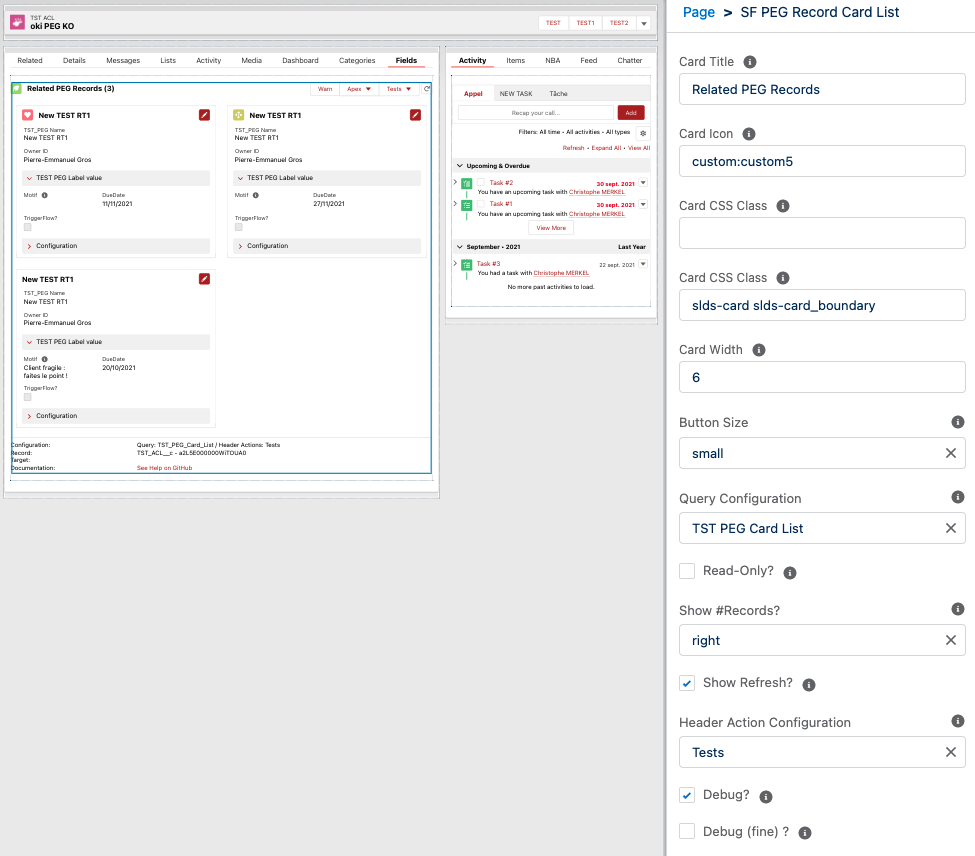 TST ACL
oki PEG KO
TEST TEST1 TEST2
Related Details Messages Lists Activity Media Dashboard Categories Fields
Related PEG Records (3) Warn Apex Tests
New TEST RT1
TST_PEG Name
New TEST RT1
Owner ID
Pierre-Emmanuel Gros
TEST PEG Label value
Motif DueDate
11/11/2021
TriggerFlow?
Configuration
New TEST RT1
TST_PEG Name
New TEST RT1
Owner ID
Pierre-Emmanuel Gros
TEST PEG Label value
Motif DueDate
27/11/2021
TriggerFlow?
Configuration
New TEST RT1
TST_PEG Name
New TEST RT1
Owner ID
Pierre-Emmanuel Gros
TEST PEG Label value
Motif DueDate
Client fragile : 20/10/2021
faites le point !
TriggerFlow?
Configuration
Configuration: Query: TST_PEG_Card_List / Header Actions: Tests
Record: TST_ACL__c - a2L5E000000WiTOUA0
Target:
Documentation: See Help on GitHub
Activity Items NBA Feed Chatter
Appel NEW TASK Tâche
Recap your call... Add
Filters: All time • All activities • All types
Refresh • Expand All • View All
Upcoming & Overdue
Task #2 30 sept. 2021
You have an upcoming task with Christophe MERKEL
Task #1 30 sept. 2021
You have an upcoming task with Christophe MERKEL
View More
September • 2021 Last Year
Task #3 22 sept. 2021
You had a task with Christophe MERKEL
No more past activities to load.
Page > SF PEG Record Card List
Card Title
Related PEG Records
Card Icon
custom:custom5
Card CSS Class
Card CSS Class
slds-card slds-card_boundary
Card Width
6
Button Size
small
Query Configuration
TST PEG Card List
Read-Only?
Show #Records?
right
Show Refresh?
Header Action Configuration
Tests
Debug?
Debug (fine) ?